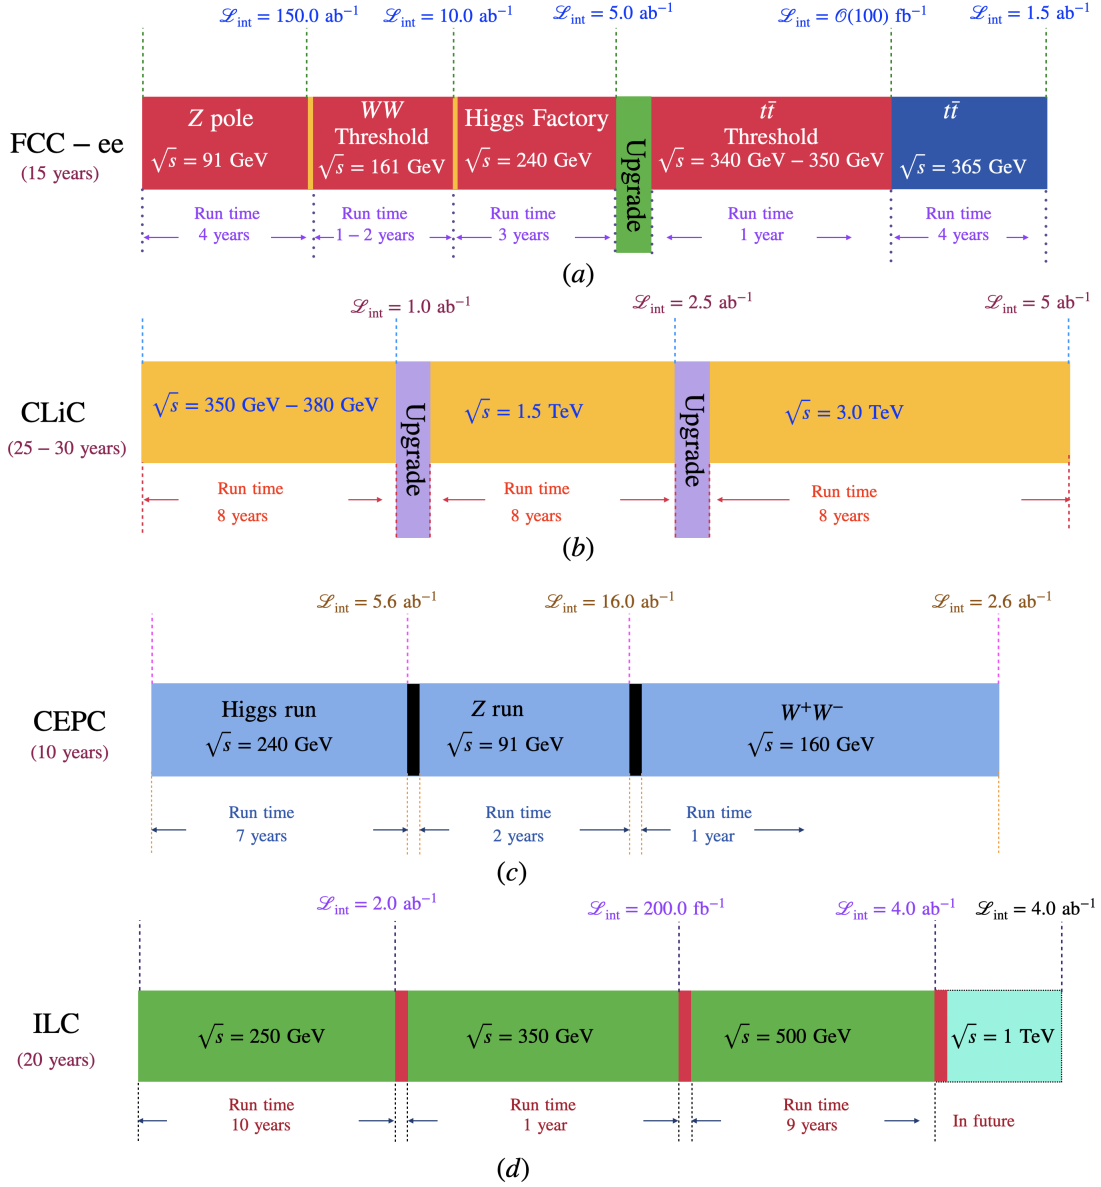 ℒint = 150.0 ab⁻¹ ℒint = 10.0 ab⁻¹ ℒint = 5.0 ab⁻¹ ℒint = 𝒪(100) fb⁻¹ ℒint = 1.5 ab⁻¹
FCC – ee
(15 years)
Z pole
√s = 91 GeV
WW
Threshold
√s = 161 GeV
Higgs Factory
√s = 240 GeV
Upgrade
tt̄
Threshold
√s = 340 GeV – 350 GeV
tt̄
√s = 365 GeV
Run time
4 years
Run time
1 – 2 years
Run time
3 years
Run time
1 year
Run time
4 years
(a)
ℒint = 1.0 ab⁻¹ ℒint = 2.5 ab⁻¹ ℒint = 5 ab⁻¹
CLiC
(25 – 30 years)
√s = 350 GeV – 380 GeV
Upgrade
√s = 1.5 TeV
Upgrade
√s = 3.0 TeV
Run time
8 years
Run time
8 years
Run time
8 years
(b)
ℒint = 5.6 ab⁻¹ ℒint = 16.0 ab⁻¹ ℒint = 2.6 ab⁻¹
CEPC
(10 years)
Higgs run
√s = 240 GeV
Z run
√s = 91 GeV
W⁺W⁻
√s = 160 GeV
Run time
7 years
Run time
2 years
Run time
1 year
(c)
ℒint = 2.0 ab⁻¹ ℒint = 200.0 fb⁻¹ ℒint = 4.0 ab⁻¹ ℒint = 4.0 ab⁻¹
ILC
(20 years)
√s = 250 GeV
√s = 350 GeV
√s = 500 GeV
√s = 1 TeV
Run time
10 years
Run time
1 year
Run time
9 years
In future
(d)